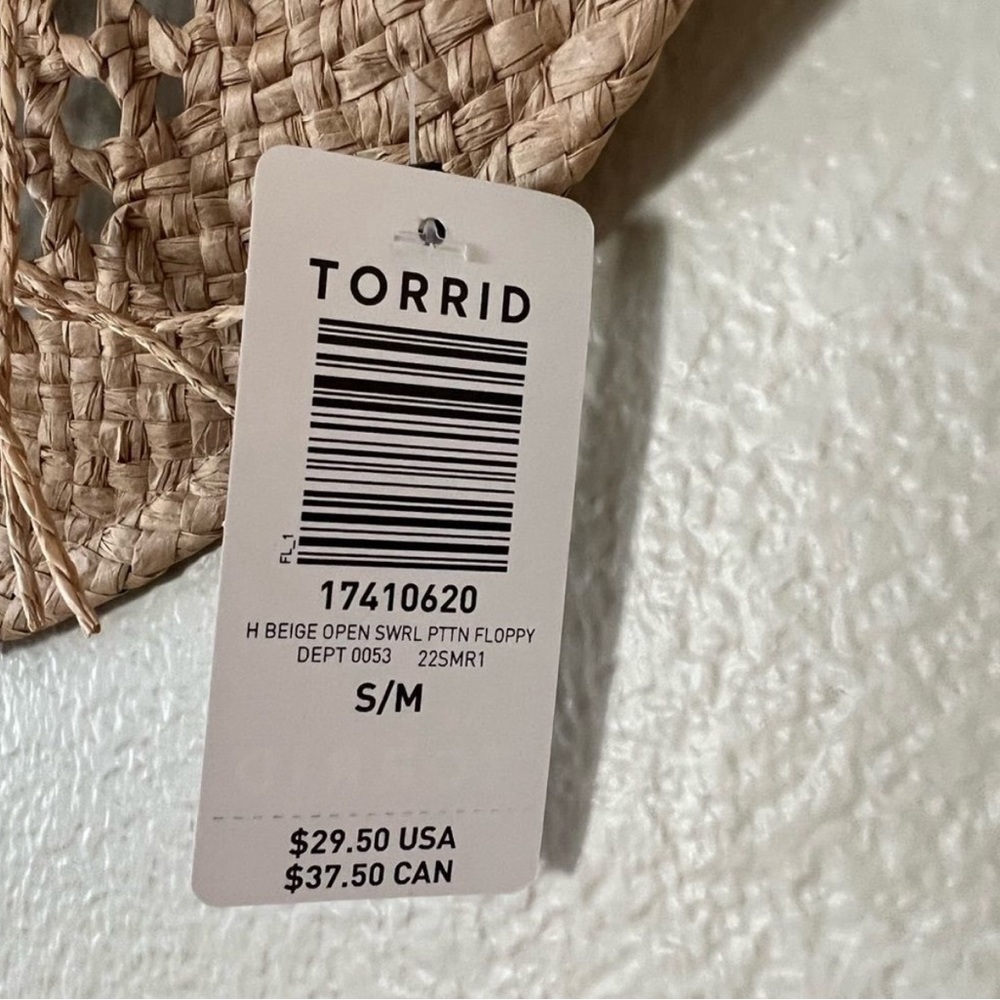 TORRID
FL_1
17410620
H BEIGE OPEN SWRL PTTN FLOPPY
DEPT 0053 22SMR1
S/M
$29.50 USA
$37.50 CAN